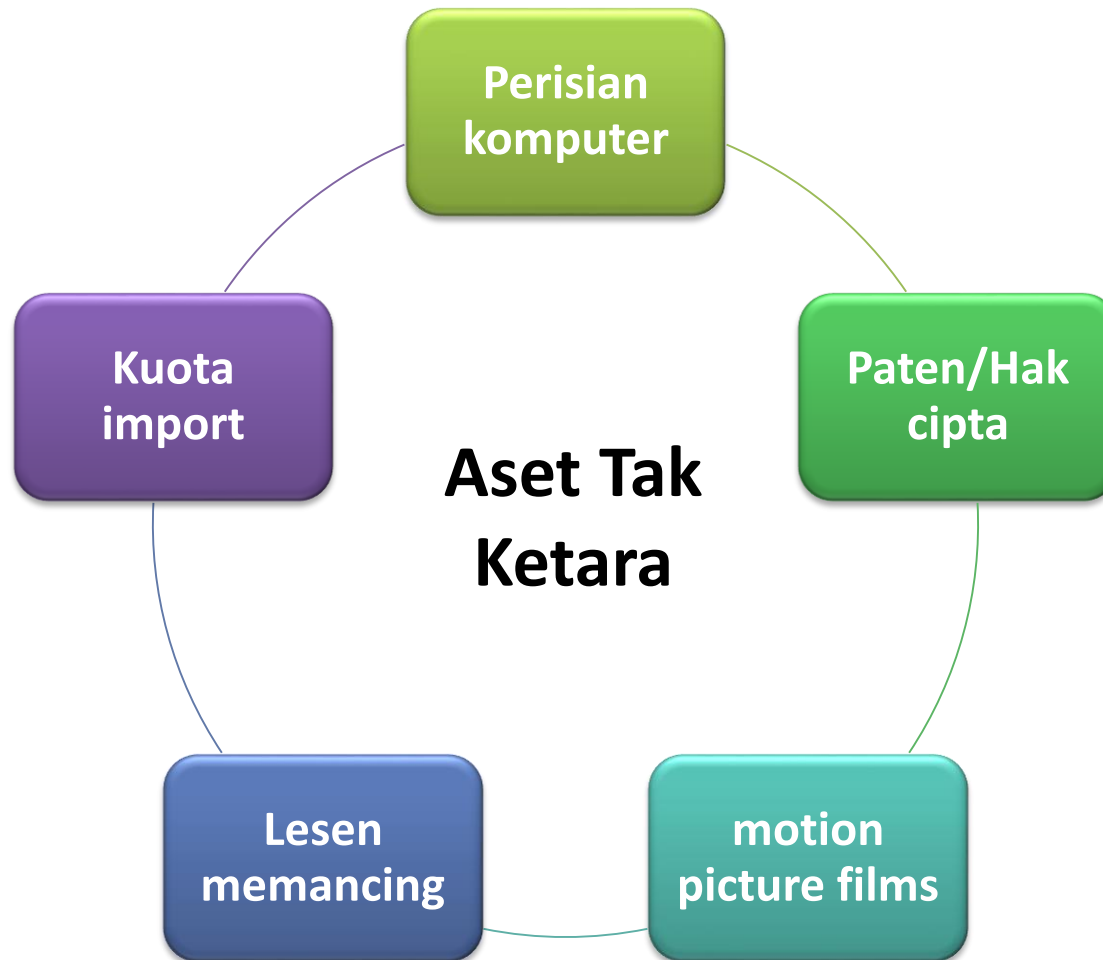 Perisian
komputer
Paten/Hak
cipta
motion
picture films
Lesen
memancing
Kuota
import
Aset Tak
Ketara